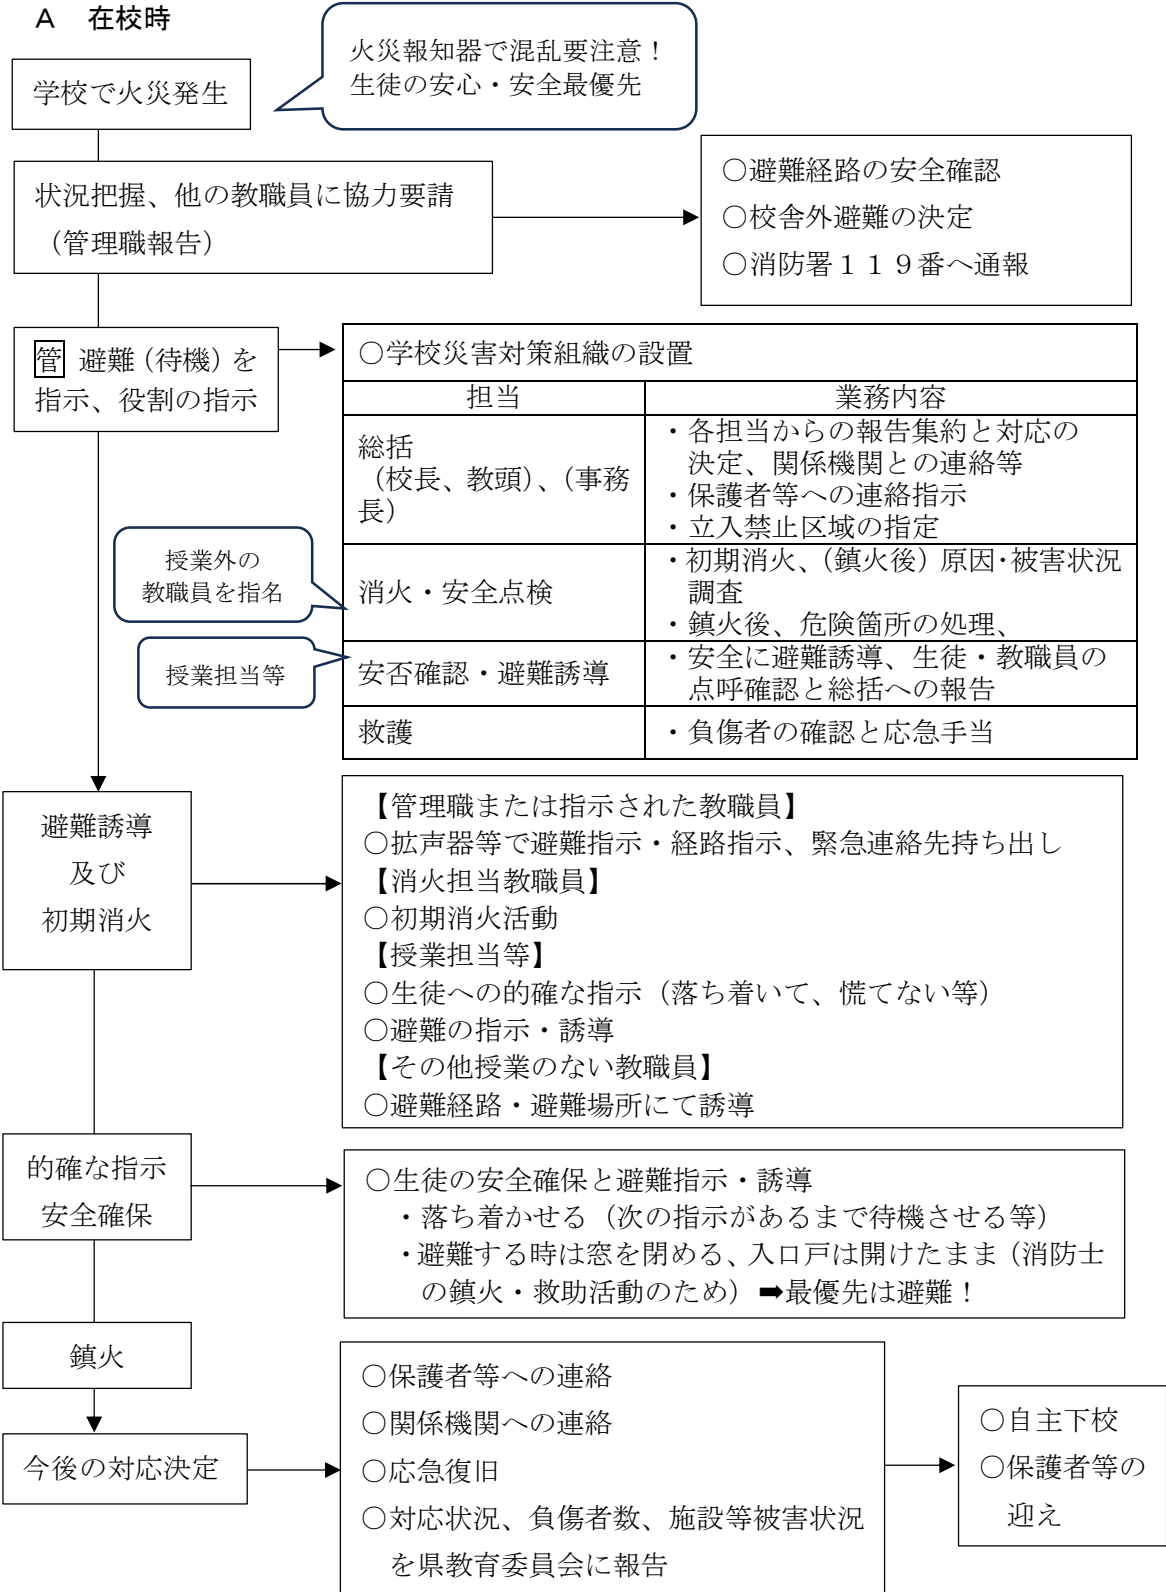 A 在校時
火災報知器で混乱要注意！
生徒の安心・安全最優先
学校で火災発生
状況把握、他の教職員に協力要請
（管理職報告）
○避難経路の安全確認
○校舎外避難の決定
○消防署１１９番へ通報
管 避難（待機）を
指示、役割の指示
○学校災害対策組織の設置
担当
業務内容
総括
（校長、教頭）、（事務
長）
・各担当からの報告集約と対応の
決定、関係機関との連絡等
・保護者等への連絡指示
・立入禁止区域の指定
授業外の
教職員を指名
消火・安全点検
・初期消火、（鎮火後）原因・被害状況
調査
・鎮火後、危険箇所の処理、
授業担当等
安否確認・避難誘導
・安全に避難誘導、生徒・教職員の
点呼確認と総括への報告
救護
・負傷者の確認と応急手当
避難誘導
及び
初期消火
【管理職または指示された教職員】
○拡声器等で避難指示・経路指示、緊急連絡先持ち出し
【消火担当教職員】
○初期消火活動
【授業担当等】
○生徒への的確な指示（落ち着いて、慌てない等）
○避難の指示・誘導
【その他授業のない教職員】
○避難経路・避難場所にて誘導
的確な指示
安全確保
○生徒の安全確保と避難指示・誘導
・落ち着かせる（次の指示があるまで待機させる等）
・避難する時は窓を閉める、入口戸は開けたまま（消防士
の鎮火・救助活動のため）➡最優先は避難！
鎮火
今後の対応決定
○保護者等への連絡
○関係機関への連絡
○応急復旧
○対応状況、負傷者数、施設等被害状況
を県教育委員会に報告
○自主下校
○保護者等の
迎え